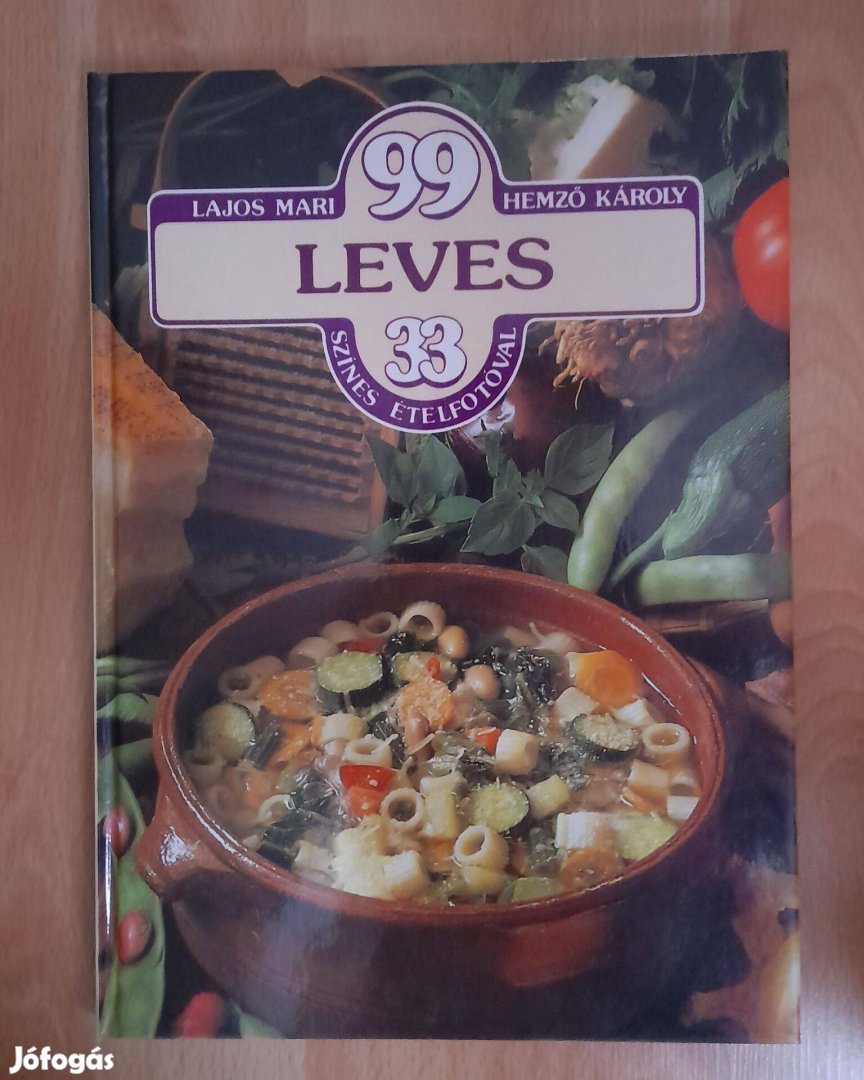 99
LAJOS MARI HEMZŐ KÁROLY
LEVES
33
SZÍNES ÉTELFOTÓVAL
Jófogás